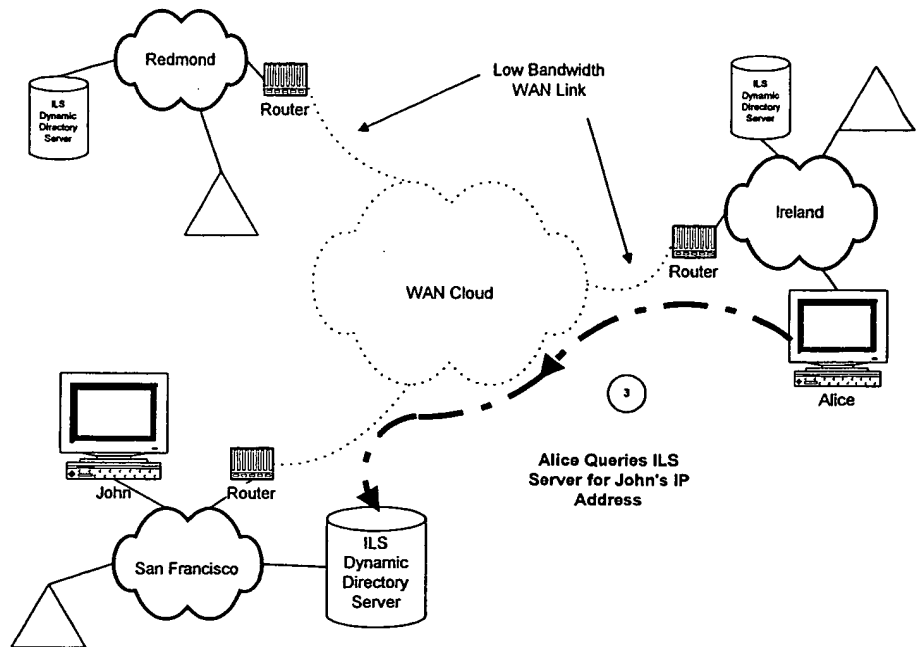 Redmond
ILS
Dynamic
Directory
Server
Router
Low Bandwidth
WAN Link
ILS
Dynamic
Directory
Server
Ireland
Router
WAN Cloud
Alice
3
Alice Queries ILS
Server for John's IP
Address
John
Router
San Francisco
ILS
Dynamic
Directory
Server